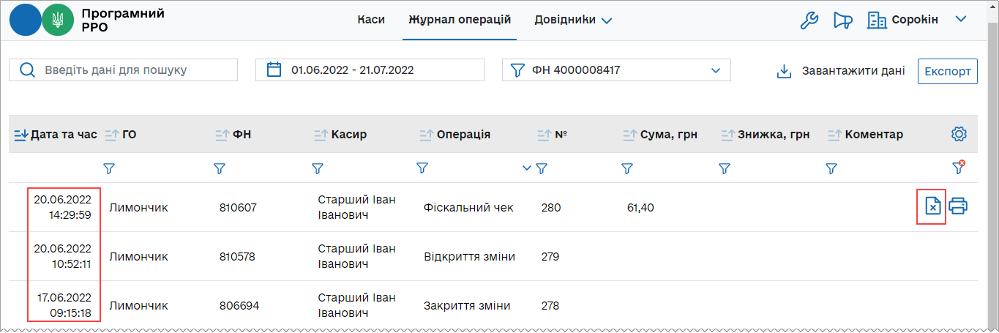 Програмний
РРО
Каси Журнал операцій Довідники Сорокін
Введіть дані для пошуку 01.06.2022 - 21.07.2022 ФН 4000008417 Завантажити дані Експорт
Дата та час ГО ФН Касир Операція № Сума, грн Знижка, грн Коментар
20.06.2022
14:29:59 Лимончик 810607 Старший Іван Іванович Фіскальний чек 280 61,40
20.06.2022
10:52:11 Лимончик 810578 Старший Іван Іванович Відкриття зміни 279
17.06.2022
09:15:18 Лимончик 806694 Старший Іван Іванович Закриття зміни 278